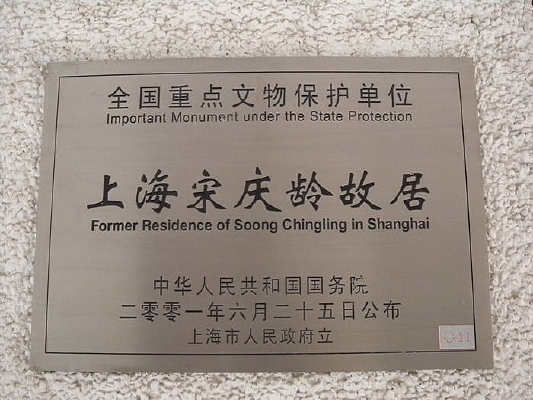 全国重点文物保护单位
Important Monument under the State Protection
上海宋庆龄故居
Former Residence of Soong Chingling in Shanghai
中华人民共和国国务院
二零零一年六月二十五日公布
上海市人民政府立